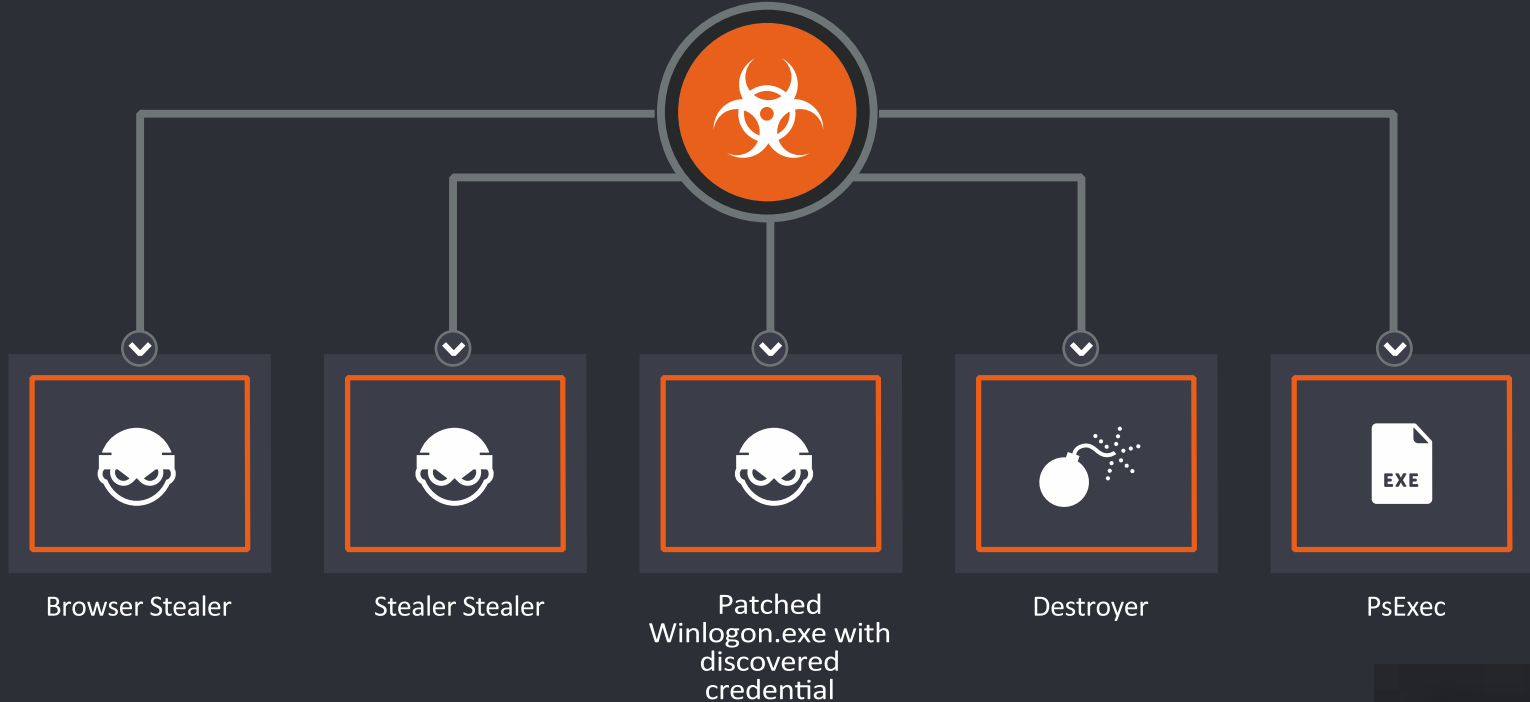 EXE
Browser Stealer
Stealer Stealer
Patched
Winlogon.exe with
discovered
credential
Destroyer
PsExec